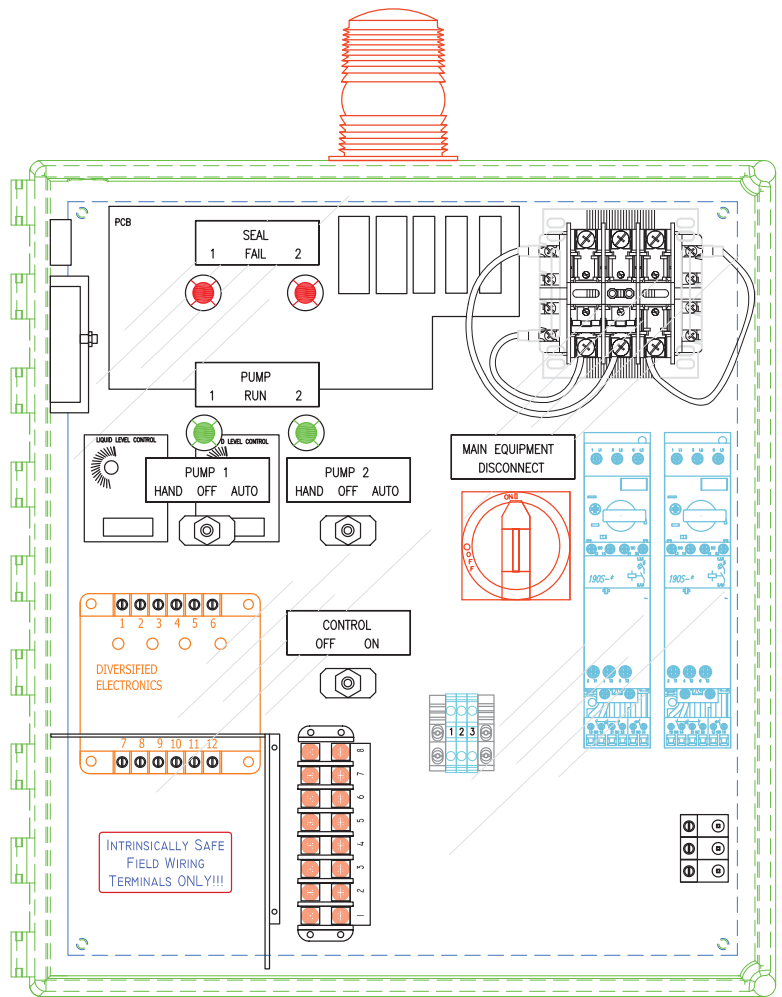 PCB
SEAL
1 FAIL 2
PUMP
1 RUN 2
LIQUID LEVEL CONTROL
D LEVEL CONTROL
PUMP 1
HAND OFF AUTO
PUMP 2
HAND OFF AUTO
MAIN EQUIPMENT
DISCONNECT
ON
OFF
190S-*
190S-*
1 2 3 4 5 6
DIVERSIFIED
ELECTRONICS
7 8 9 10 11 12
CONTROL
OFF ON
1 2 3
8
7
6
5
4
3
2
1
INTRINSICALLY SAFE
FIELD WIRING
TERMINALS ONLY!!!